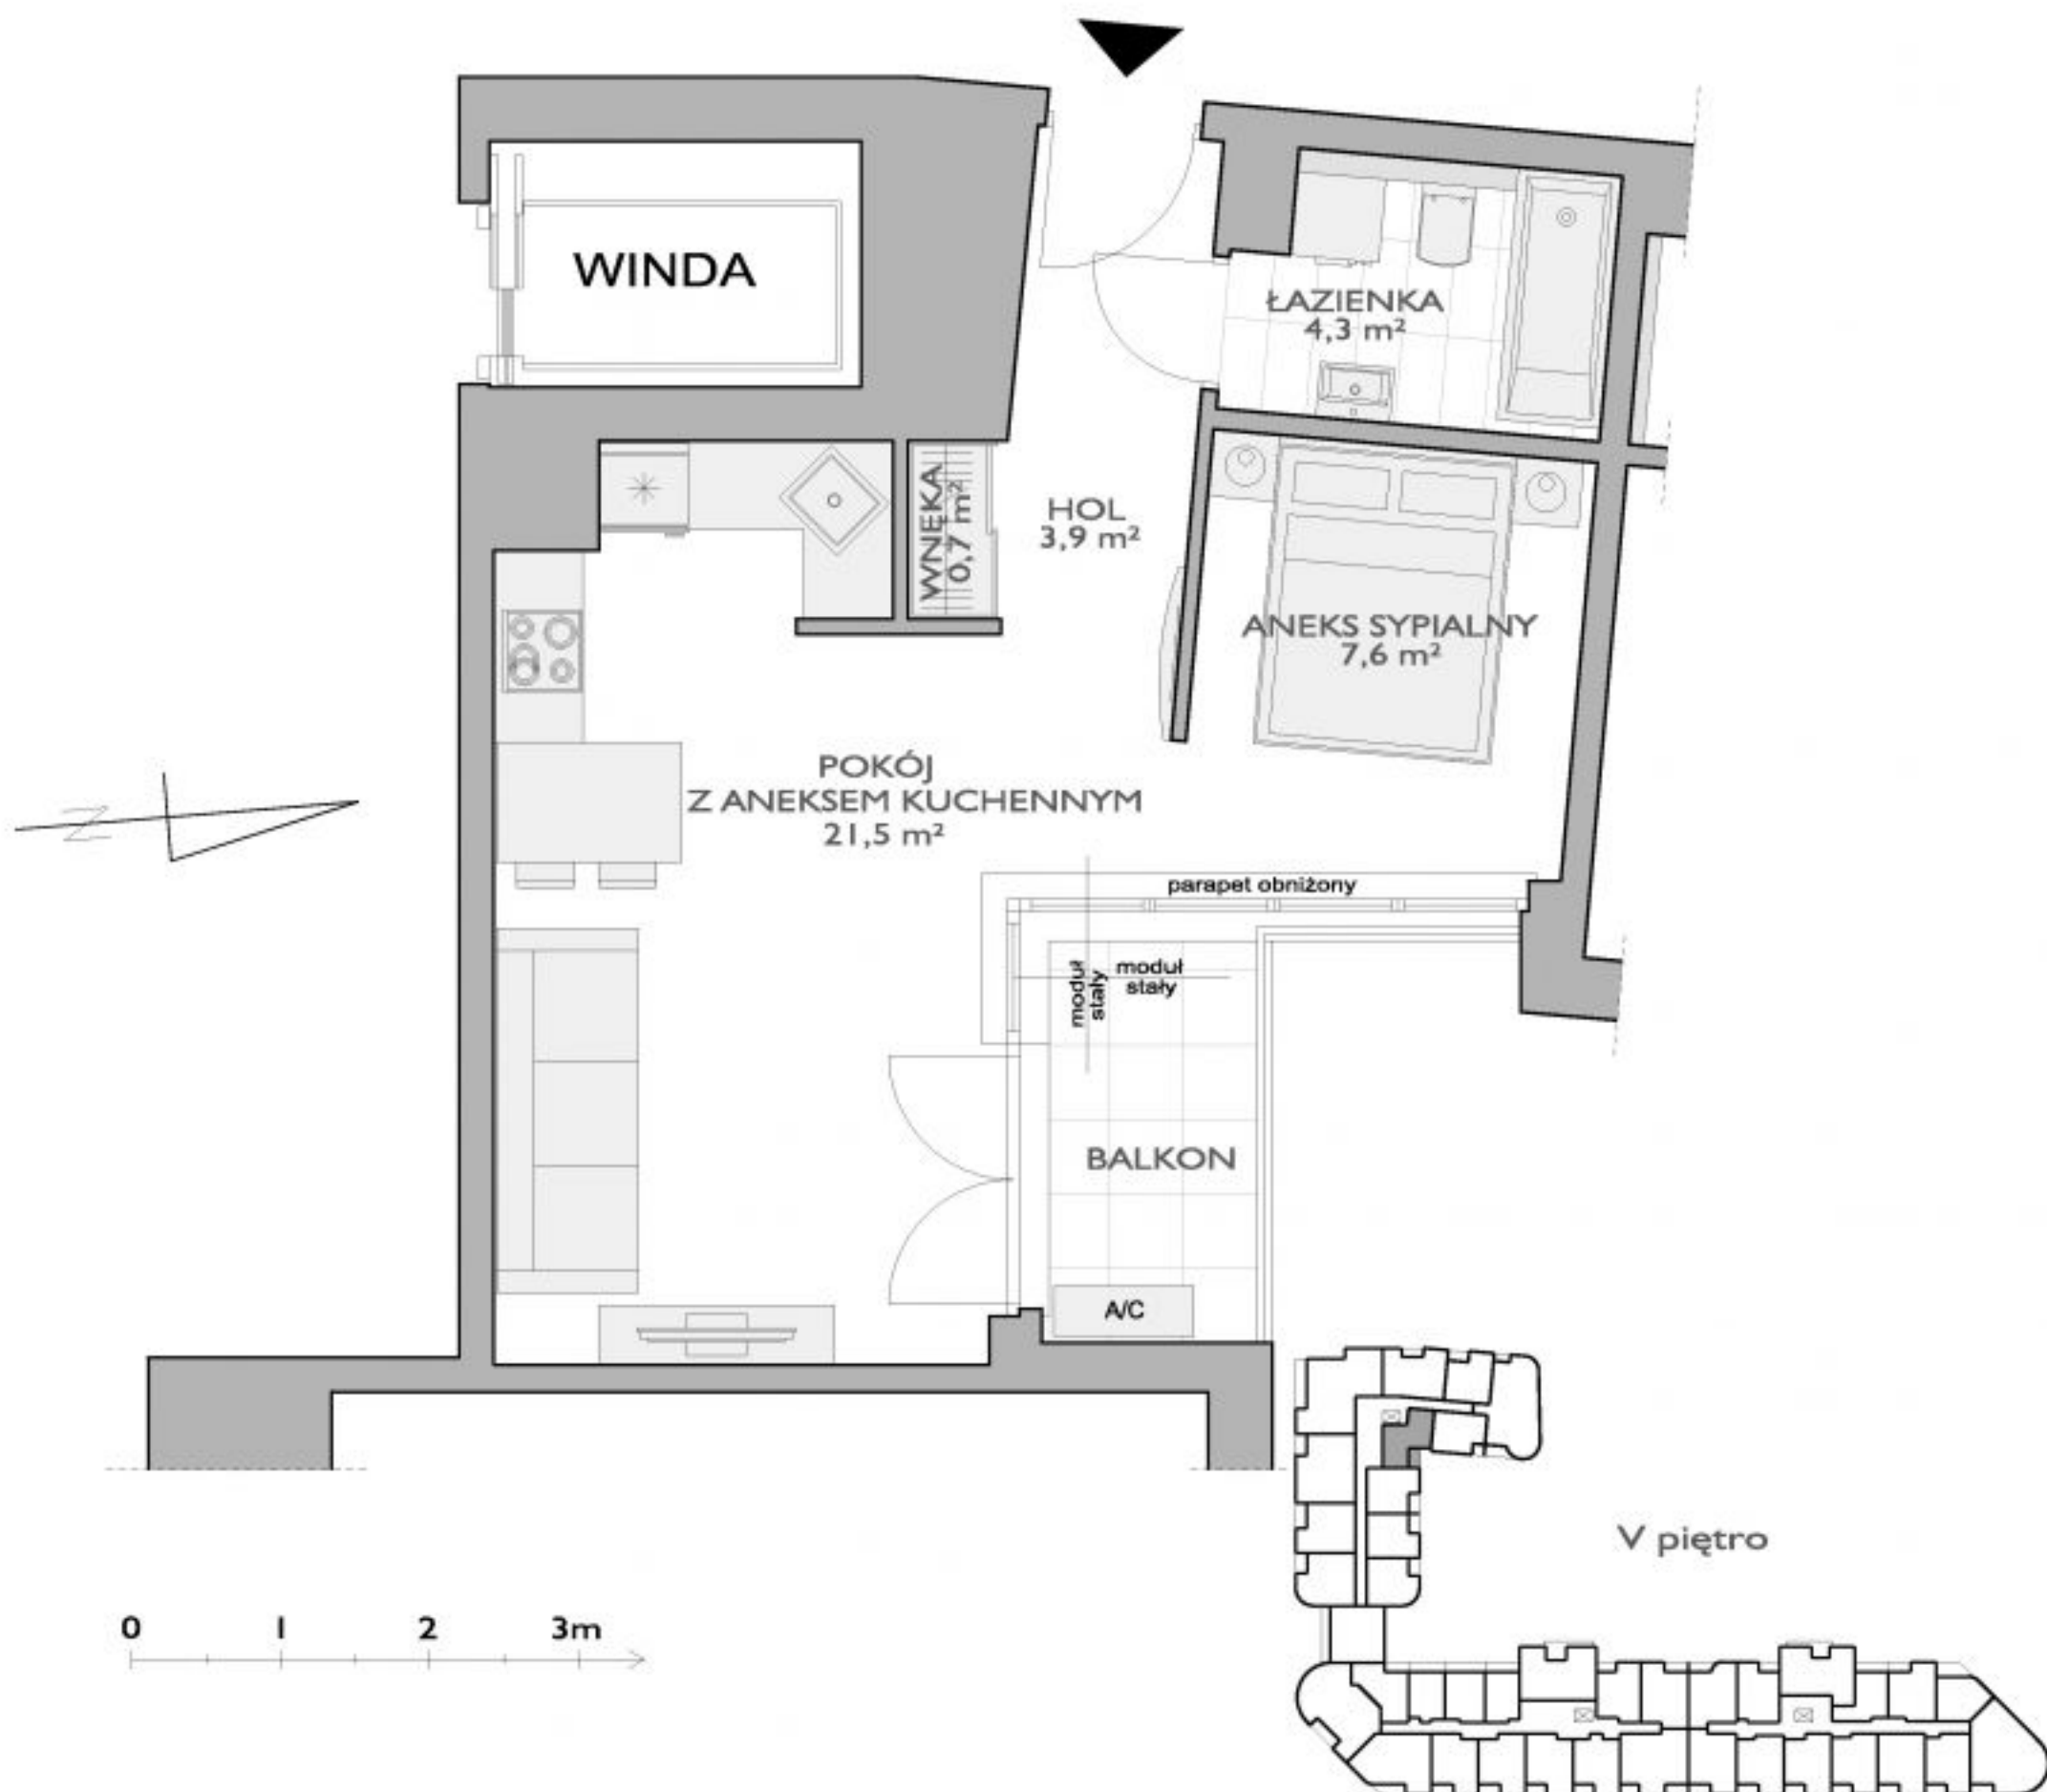 WINDA
ŁAZIENKA
4,3 m²
WNĘKA
0,7 m²
HOL
3,9 m²
ANEKS SYPIALNY
7,6 m²
POKÓJ
Z ANEKSEM KUCHENNYM
21,5 m²
N
parapet obniżony
moduł
stały
moduł
stały
BALKON
A/C
V piętro
0 1 2 3m